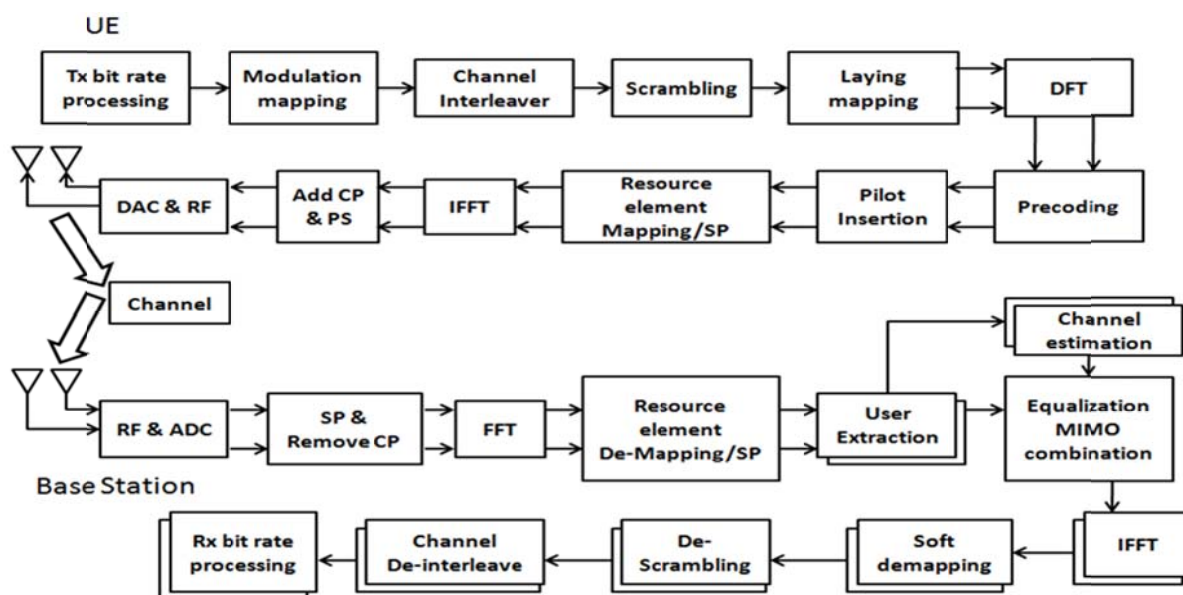 UE
Tx bit rate
processing
Modulation
mapping
Channel
Interleaver
Scrambling
Laying
mapping
DFT
DAC & RF
Add CP
& PS
IFFT
Resource
element
Mapping/SP
Pilot
Insertion
Precoding
Channel
Channel
estimation
RF & ADC
SP &
Remove CP
FFT
Resource
element
De-Mapping/SP
User
Extraction
Equalization
MIMO
combination
Base Station
Rx bit rate
processing
Channel
De-interleave
De-
Scrambling
Soft
demapping
IFFT